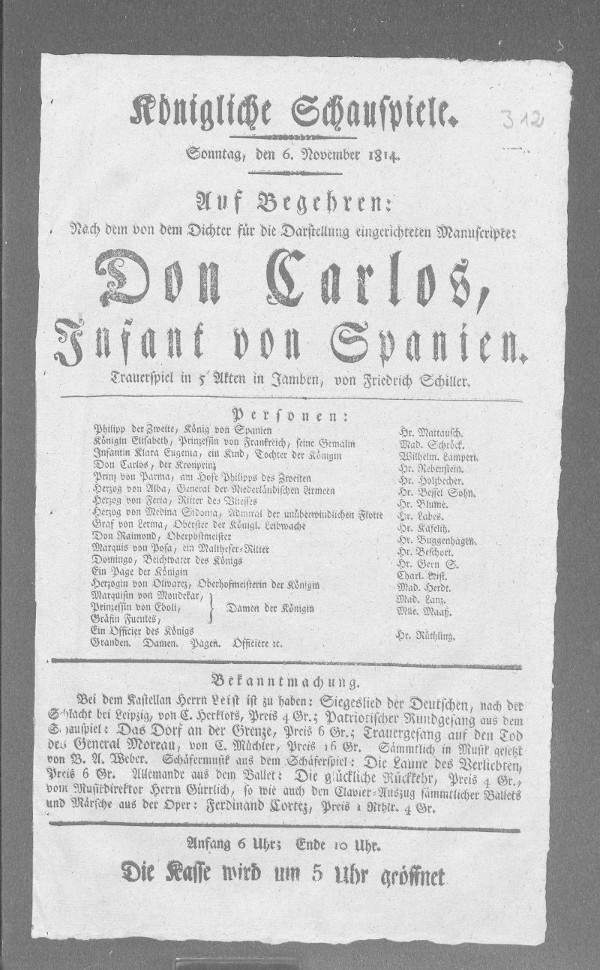 312
Königliche Schauspiele.
Sonntag, den 6. November 1814.
Auf Begehren:
Nach dem von dem Dichter für die Darstellung eingerichteten Manuscripte:
Don Carlos,
Infant von Spanien.
Trauerspiel in 5 Akten in Jamben, von Friedrich Schiller.
Personen:
Philipp der Zweite, König von Spanien Hr. Mattausch.
Königin Elisabeth, Prinzessin von Frankreich, seine Gemalin Mad. Schröck.
Infantin Klara Eugenia, ein Kind, Tochter der Königin Wilhelm. Lampert.
Don Carlos, der Kronprinz Hr. Rebenstein.
Prinz von Parma, am Hofe Philipps des Zweiten Hr. Holzbecher.
Herzog von Alba, General der Niederländischen Armeen Hr. Bessel Sohn.
Herzog von Feria, Ritter des Vließes Hr. Blume.
Herzog von Medina Sidonia, Admiral der unüberwindlichen Flotte Hr. Labes.
Graf von Lerma, Oberster der Königl. Leibwache Hr. Kaselitz.
Don Raimond, Oberpostmeister Hr. Buggenhagen.
Marquis von Posa, ein Maltheser-Ritter Hr. Beschort.
Domingo, Beichtvater des Königs Hr. Gern S.
Ein Page der Königin Charl. Leist.
Herzogin von Olivarez, Oberhofmeisterin der Königin Mad. Herdt.
Marquisin von Mondekar, Mad. Lanz.
Prinzessin von Eboli, Damen der Königin Mlle. Maaß.
Gräfin Fuentes,
Ein Officier des Königs Hr. Rüthling.
Granden. Damen. Pagen. Officiere ꝛc.
Bekanntmachung.
Bei dem Kastellan Herrn Leist ist zu haben: Siegeslied der Deutschen, nach der
Schlacht bei Leipzig, von C. Herklots, Preis 4 Gr.; Patriotischer Rundgesang aus dem
Schauspiel: Das Dorf an der Grenze, Preis 6 Gr.; Trauergesang auf den Tod
des General Moreau, von C. Müchler, Preis 16 Gr. Sämmtlich in Musik gesetzt
von B. A. Weber. Schäfermusik aus dem Schäferspiel: Die Laune des Verliebten,
Preis 6 Gr. Allemande aus dem Ballet: Die glückliche Rückkehr, Preis 4 Gr.,
vom Musikdirektor Herrn Gürrlich, so wie auch den Clavier-Auszug sämmtlicher Ballets
und Märsche aus der Oper: Ferdinand Cortez, Preis 1 Rthlr. 4 Gr.
Anfang 6 Uhr; Ende 10 Uhr.
Die Kasse wird um 5 Uhr geöffnet